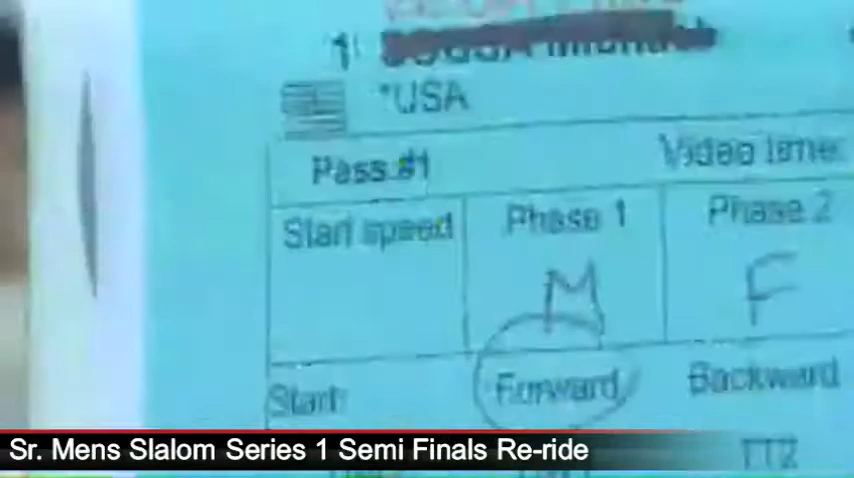 1
*USA
Pass #1 Video time:
Start speed Phase 1 Phase 2
M F
Start: Forward Backward
Sr. Mens Slalom Series 1 Semi Finals Re-ride